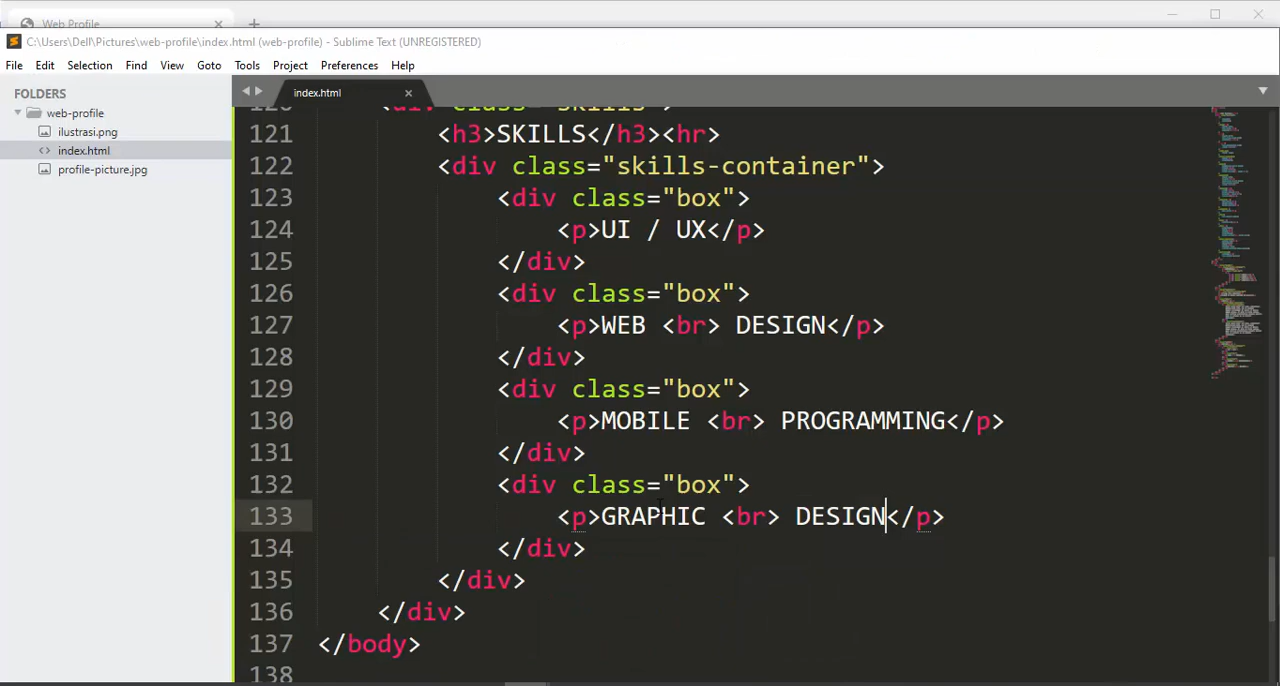 Web Profile
C:\Users\Dell\Pictures\web-profile\index.html (web-profile) - Sublime Text (UNREGISTERED)
File Edit Selection Find View Goto Tools Project Preferences Help
FOLDERS
web-profile
ilustrasi.png
index.html
profile-picture.jpg
index.html
120 <div class="skills">
121 <h3>SKILLS</h3><hr>
122 <div class="skills-container">
123 <div class="box">
124 <p>UI / UX</p>
125 </div>
126 <div class="box">
127 <p>WEB <br> DESIGN</p>
128 </div>
129 <div class="box">
130 <p>MOBILE <br> PROGRAMMING</p>
131 </div>
132 <div class="box">
133 <p>GRAPHIC <br> DESIGN</p>
134 </div>
135 </div>
136 </div>
137 </body>
138